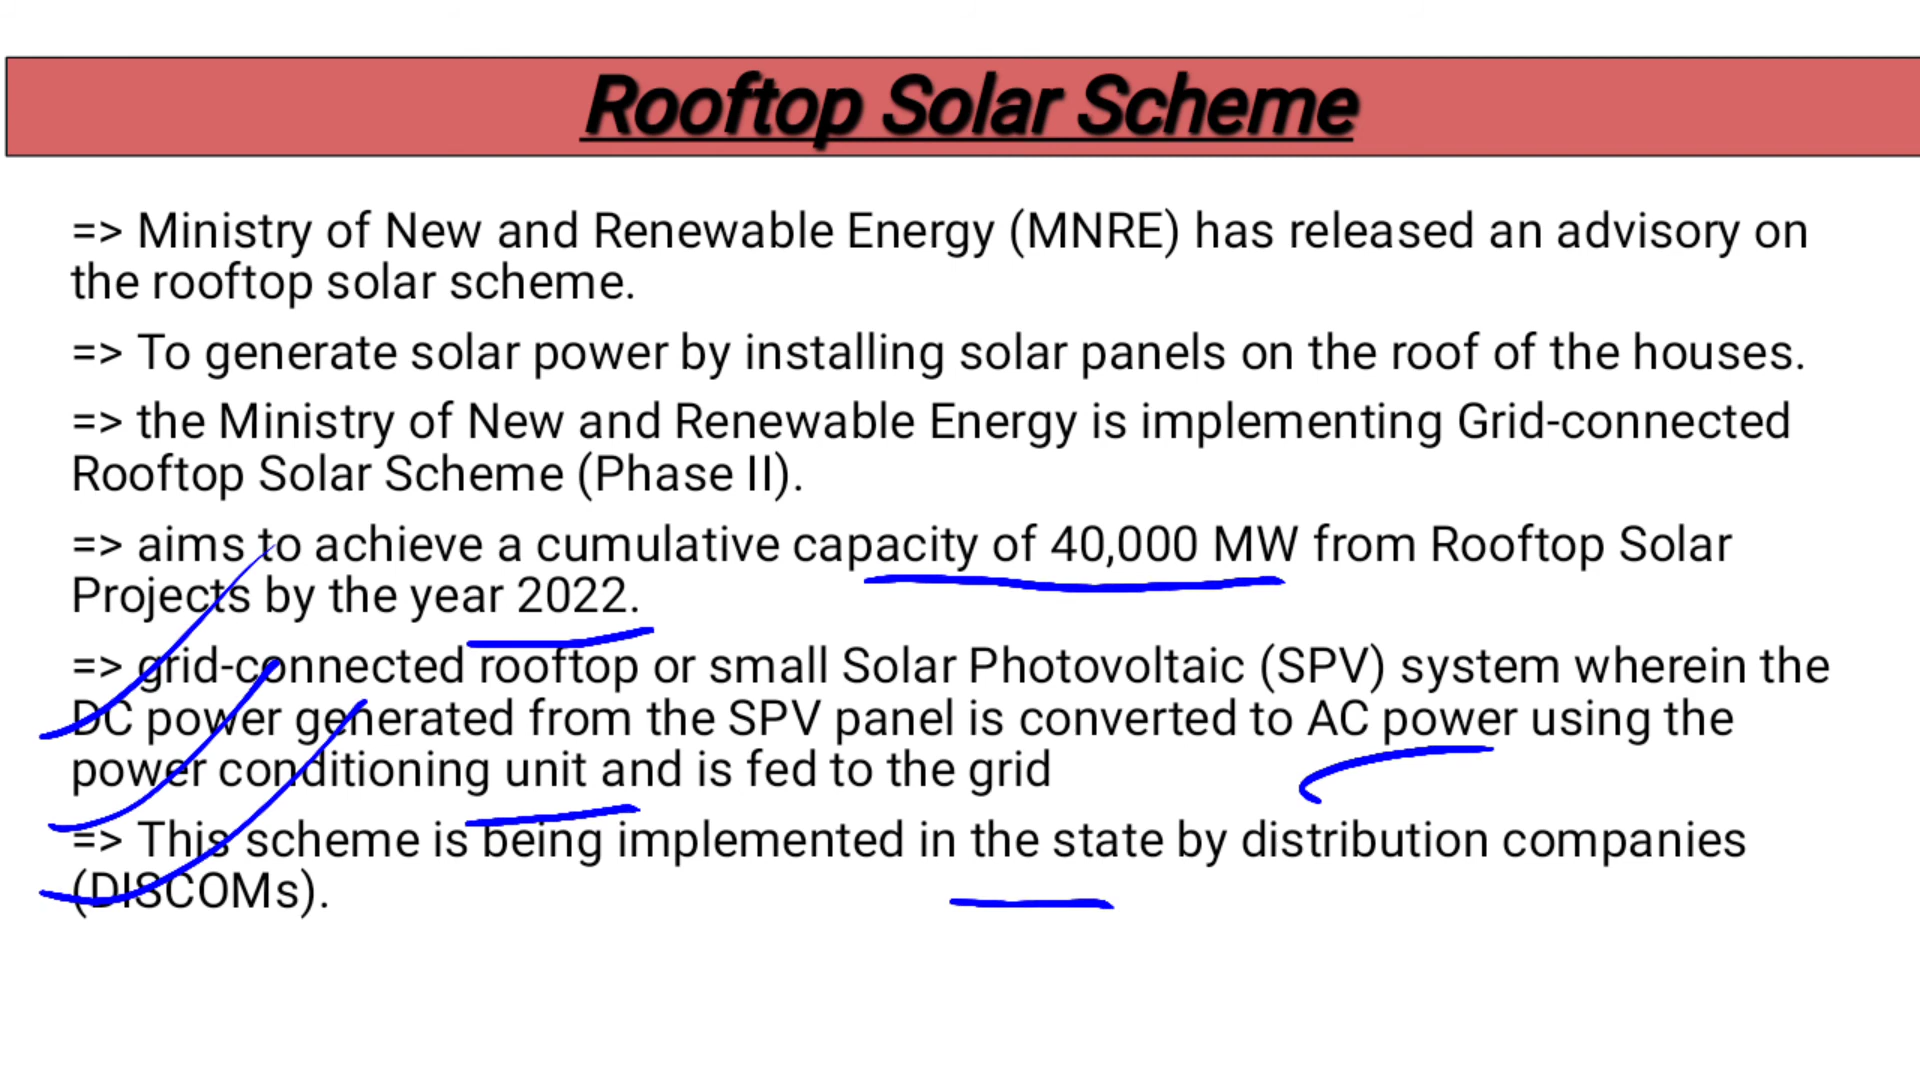 Rooftop Solar Scheme
=> Ministry of New and Renewable Energy (MNRE) has released an advisory on
the rooftop solar scheme.
=> To generate solar power by installing solar panels on the roof of the houses.
=> the Ministry of New and Renewable Energy is implementing Grid-connected
Rooftop Solar Scheme (Phase II).
=> aims to achieve a cumulative capacity of 40,000 MW from Rooftop Solar
Projects by the year 2022.
=> grid-connected rooftop or small Solar Photovoltaic (SPV) system wherein the
DC power generated from the SPV panel is converted to AC power using the
power conditioning unit and is fed to the grid
=> This scheme is being implemented in the state by distribution companies
(DISCOMs).